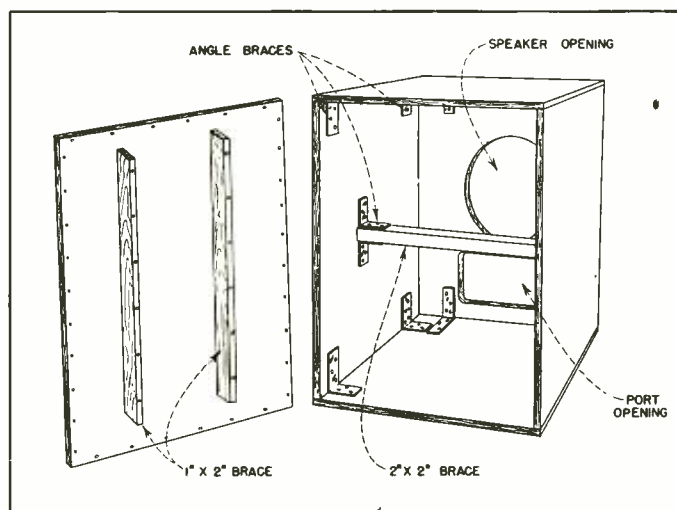 ANGLE BRACES
SPEAKER OPENING
PORT
OPENING
1" X 2" BRACE
2" X 2" BRACE